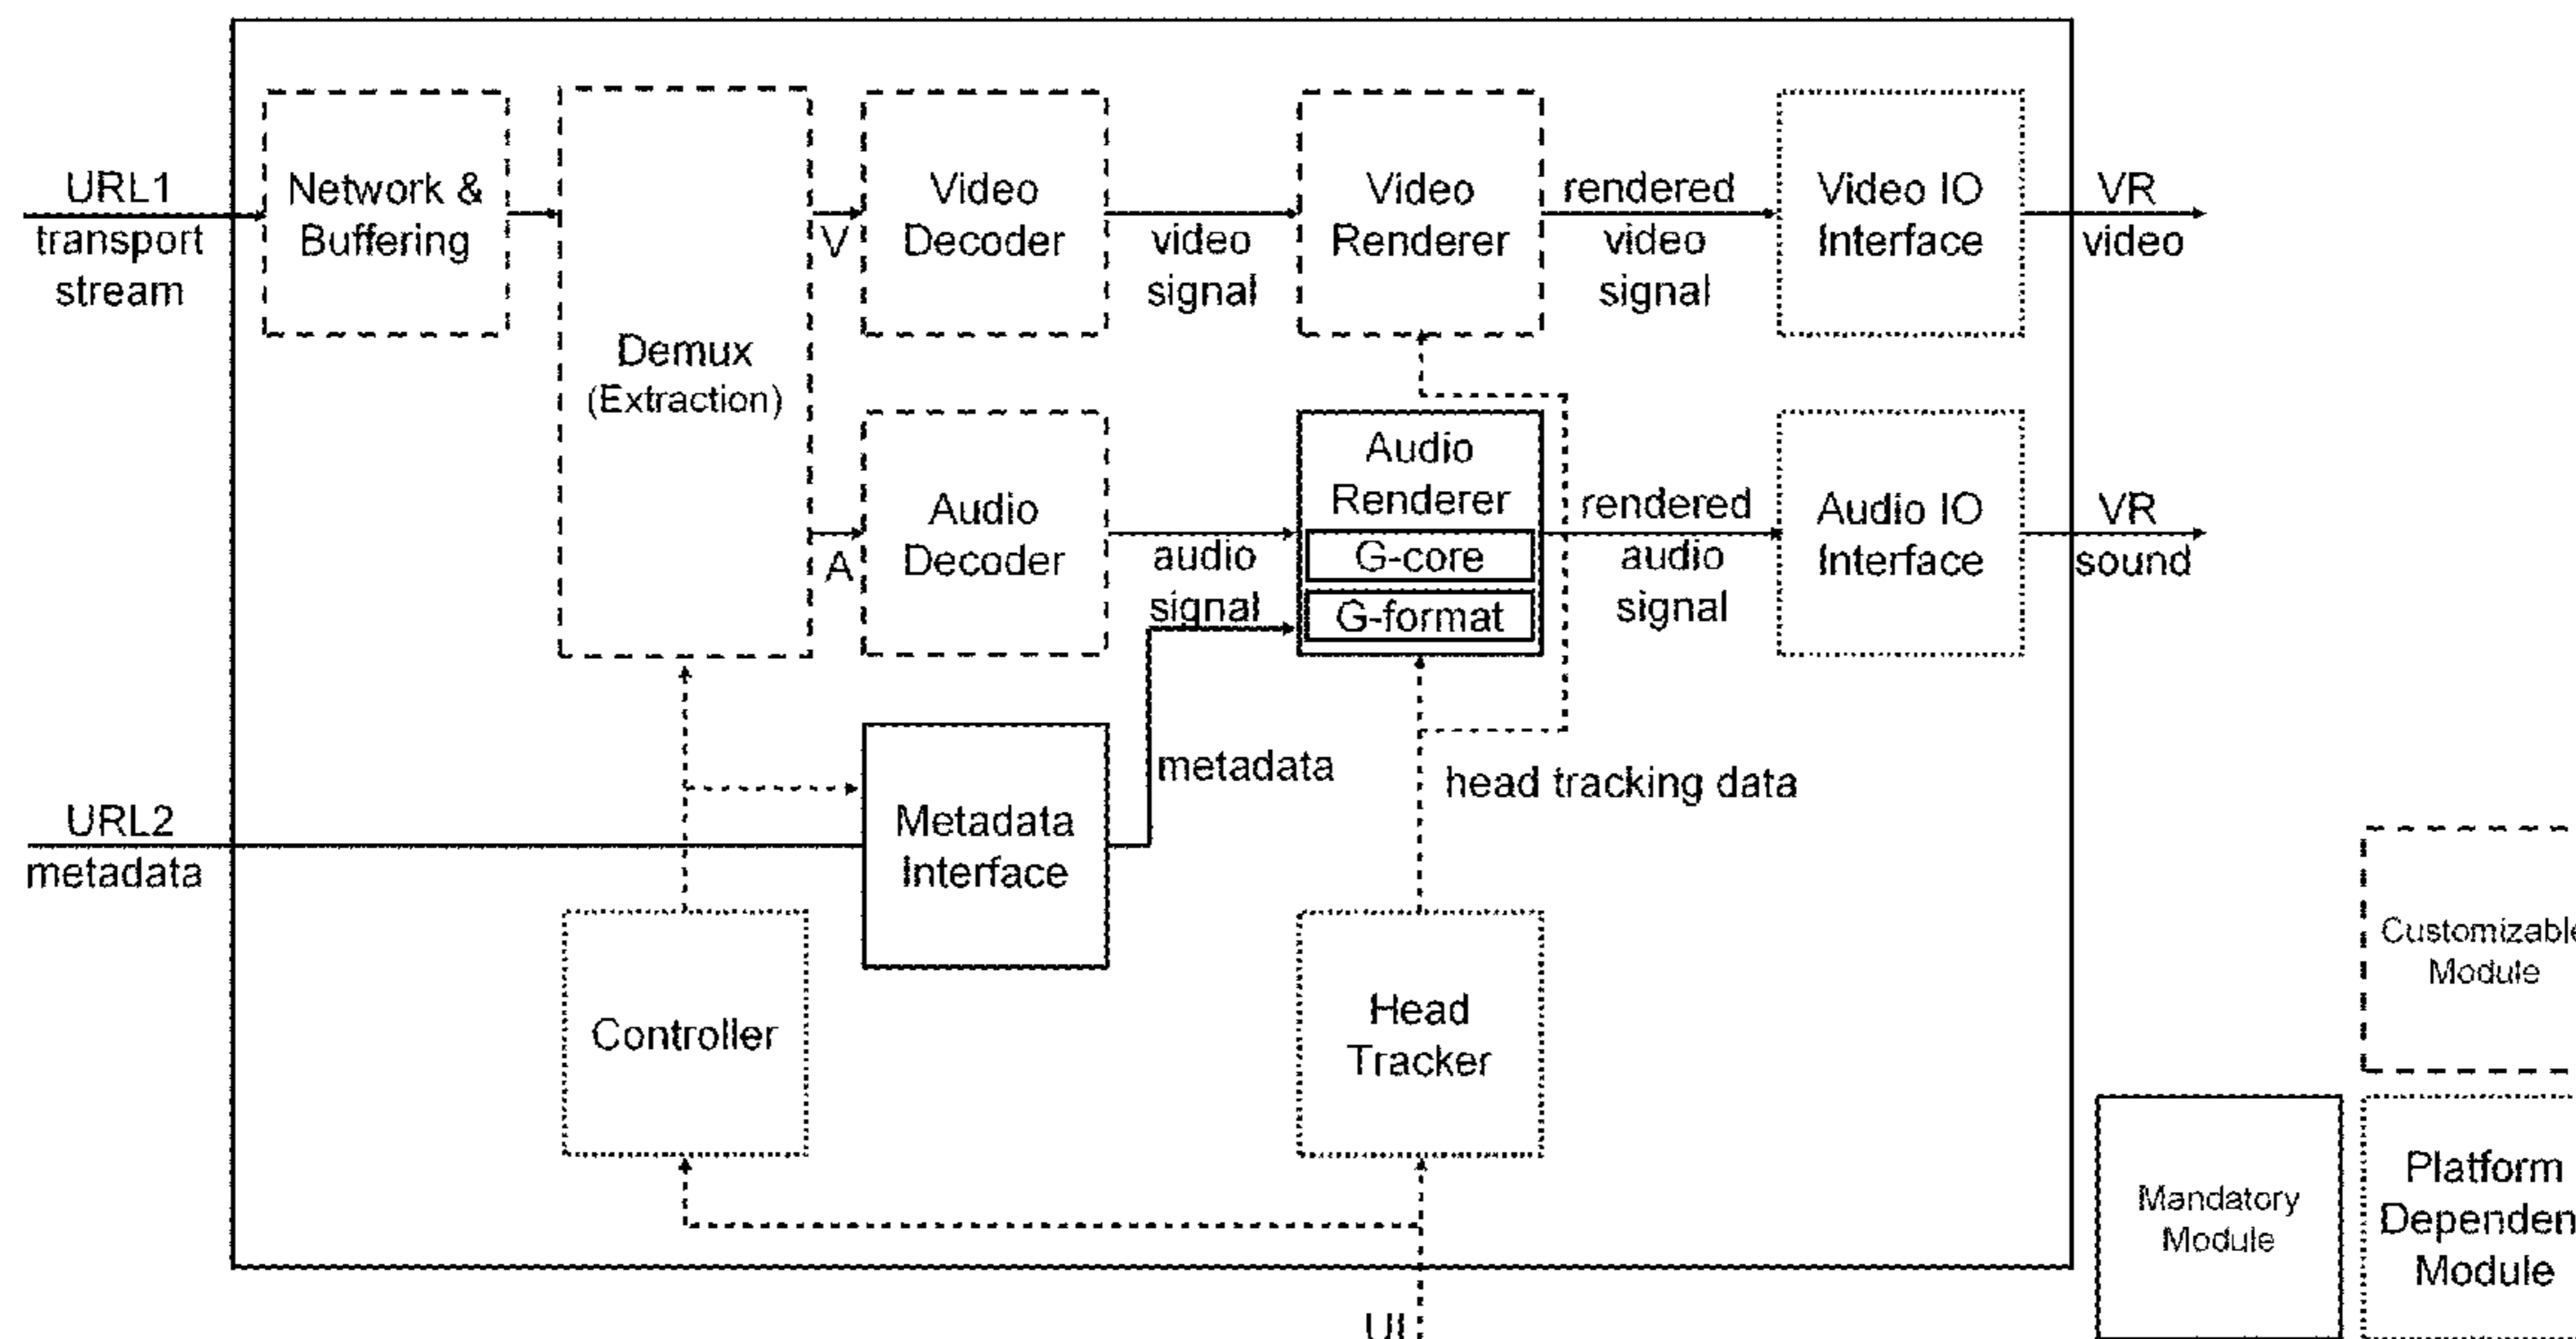 URL1
transport
stream
Network &
Buffering
Demux
(Extraction)
V
A
Video
Decoder
video
signal
Video
Renderer
rendered
video
signal
Video IO
Interface
VR
video
Audio
Decoder
audio
signal
Audio
Renderer
G-core
G-format
rendered
audio
signal
Audio IO
Interface
VR
sound
URL2
metadata
Metadata
Interface
metadata
head tracking data
Controller
Head
Tracker
UI
Customizable
Module
Mandatory
Module
Platform
Dependen
Module